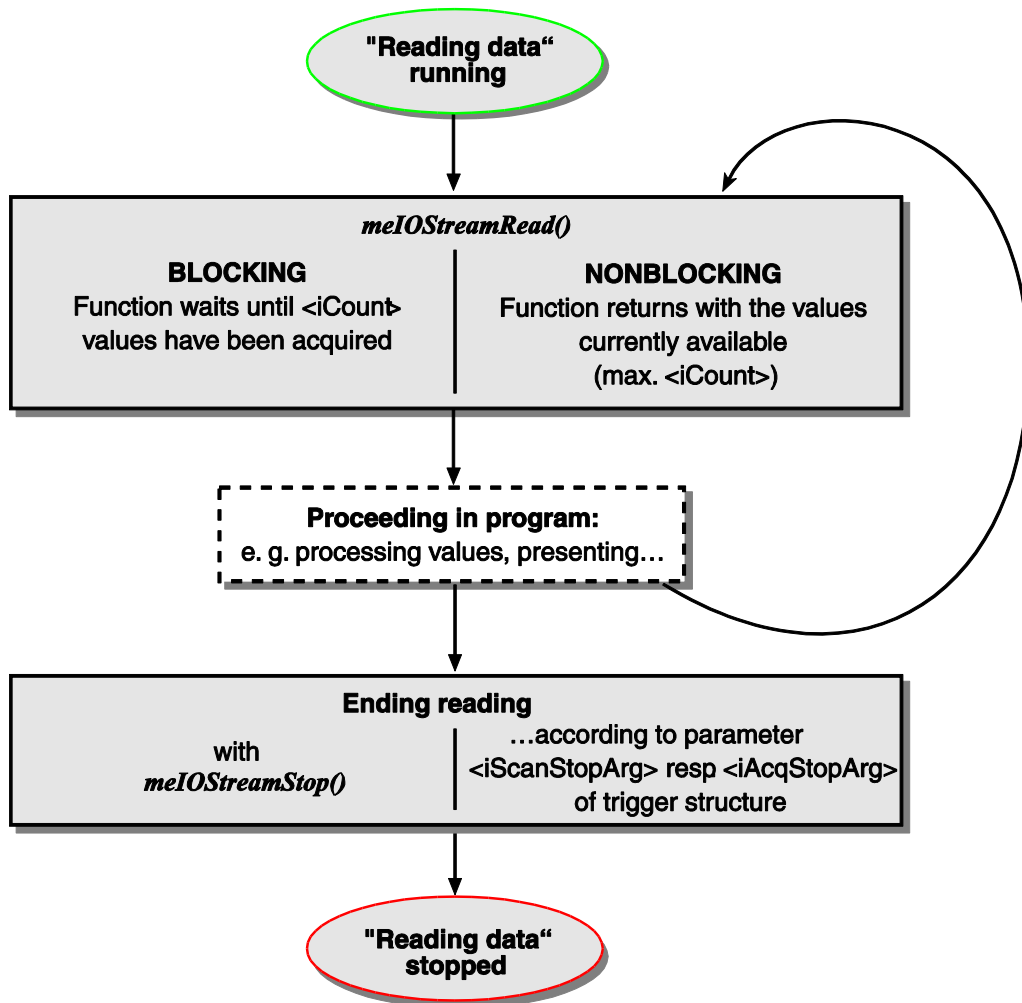 "Reading data“
running
meIOStreamRead()
BLOCKING
Function waits until <iCount>
values have been acquired
NONBLOCKING
Function returns with the values
currently available
(max. <iCount>)
Proceeding in program:
e. g. processing values, presenting…
Ending reading
with
meIOStreamStop()
…according to parameter
<iScanStopArg> resp <iAcqStopArg>
of trigger structure
"Reading data“
stopped